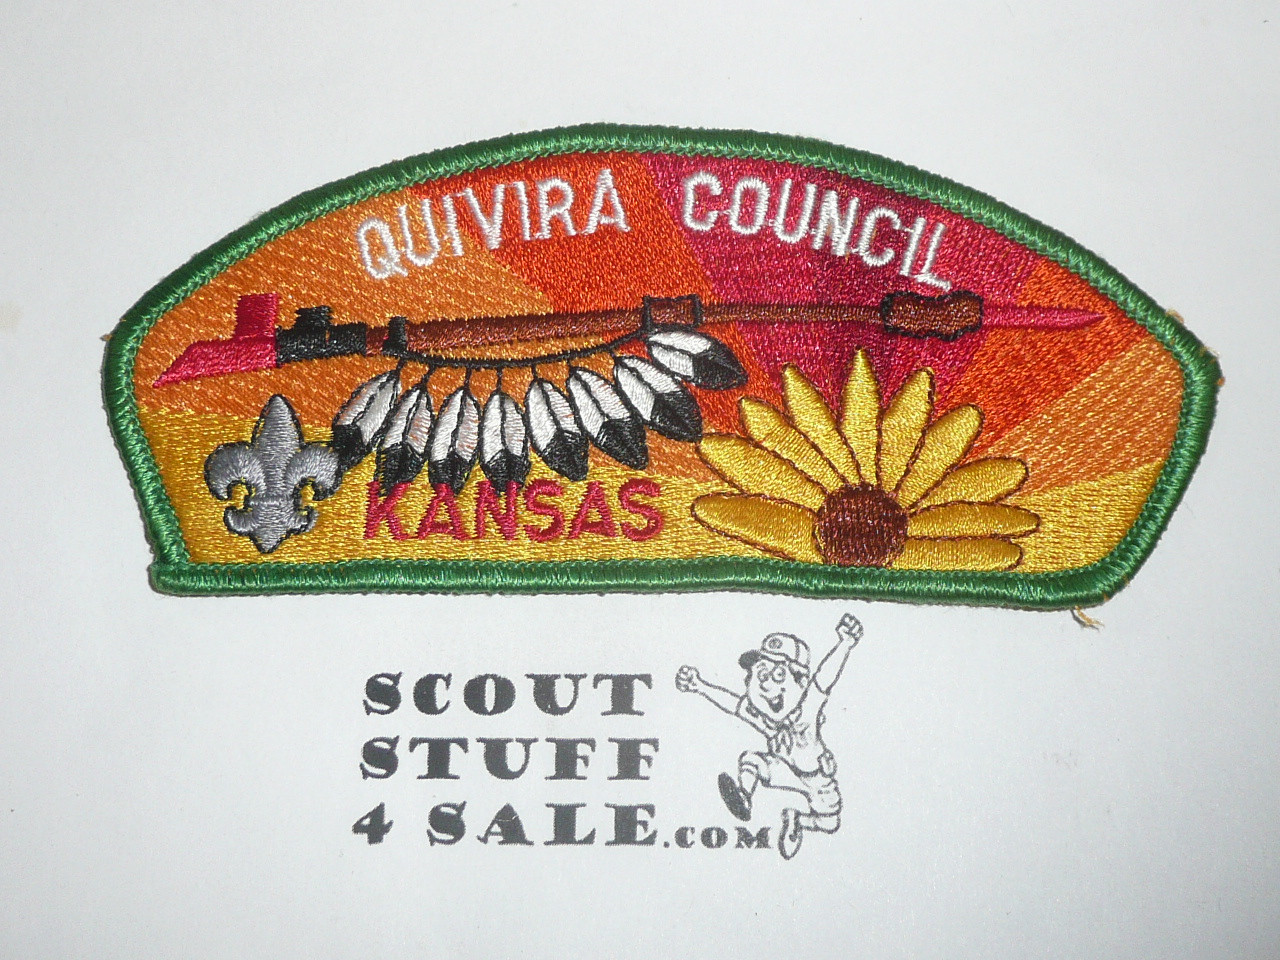 QUIVIRA COUNCIL
KANSAS
SCOUT
STUFF
4 SALE.COM